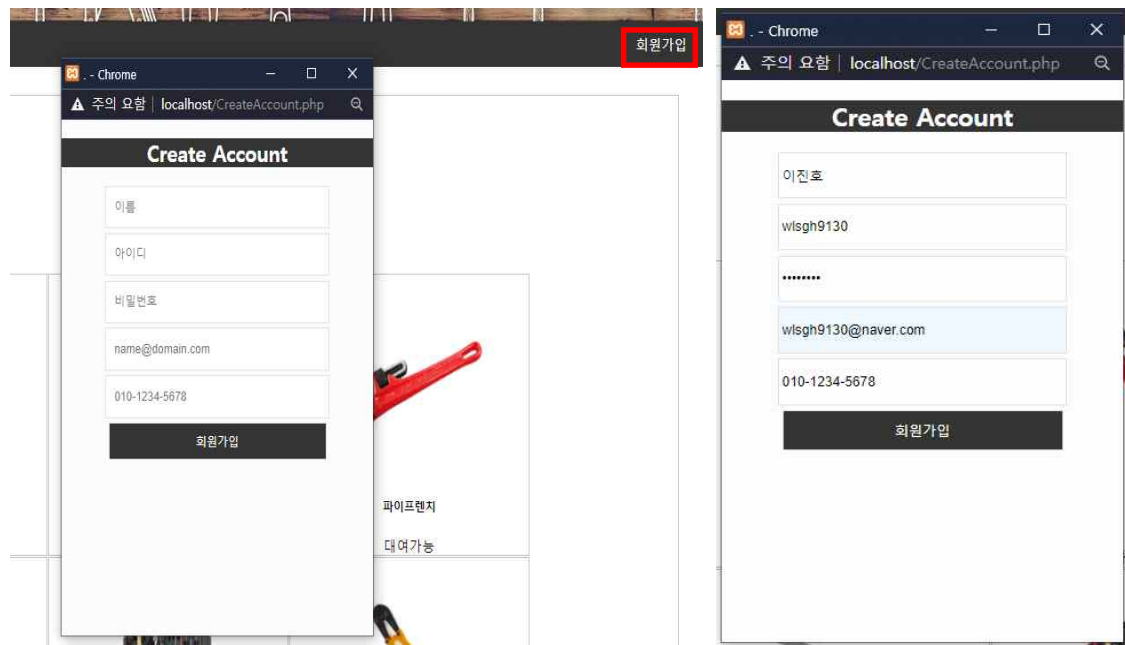 회원가입
. - Chrome
주의 요함 | localhost/CreateAccount.php
Create Account
이름
아이디
비밀번호
name@domain.com
010-1234-5678
회원가입
파이프렌치
대여가능
. - Chrome
주의 요함 | localhost/CreateAccount.php
Create Account
이진호
wlsgh9130
••••••••
wlsgh9130@naver.com
010-1234-5678
회원가입